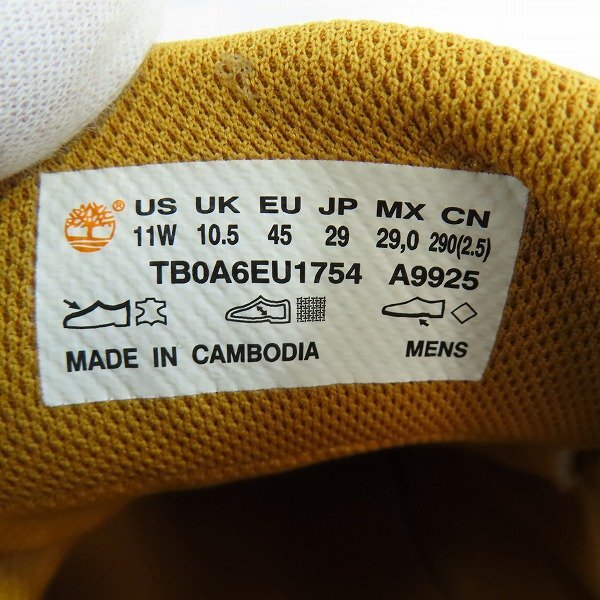 ® US UK EU JP MX CN
11W 10.5 45 29 29,0 290(2.5)
TB0A6EU1754 A9925
MADE IN CAMBODIA MENS